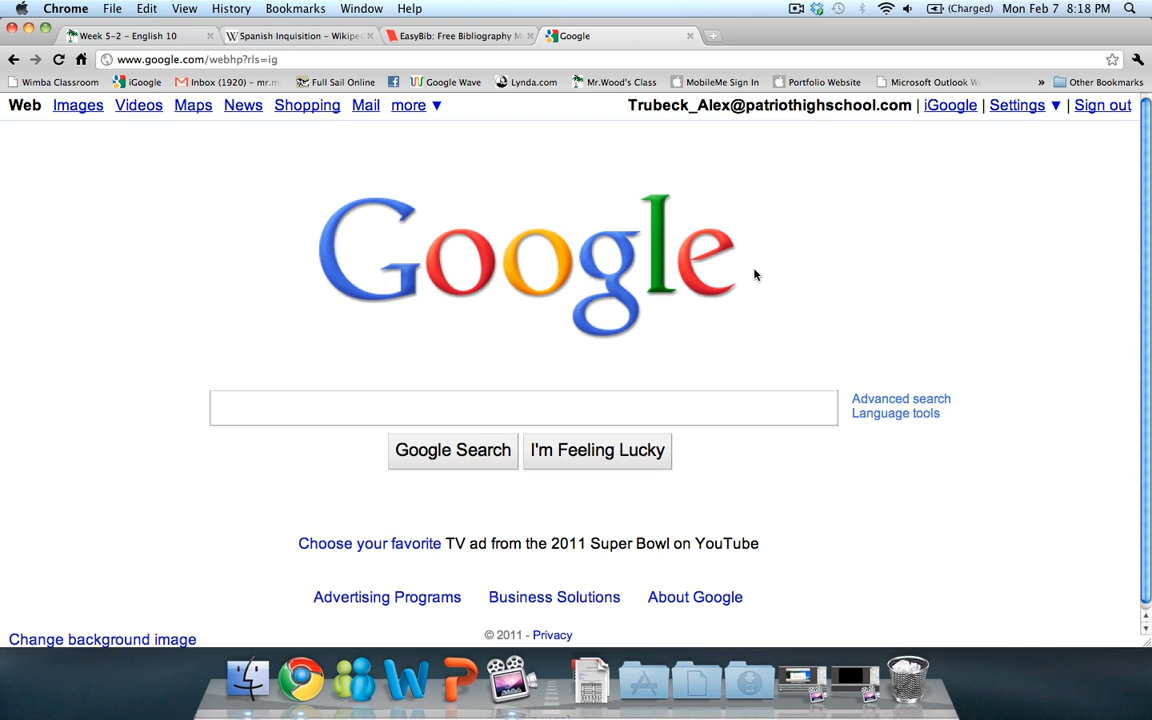 Chrome File Edit View History Bookmarks Window Help (Charged) Mon Feb 7 8:18 PM
Week 5-2 – English 10 Spanish Inquisition – Wikipe EasyBib: Free Bibliography M Google
www.google.com/webhp?rls=ig
Wimba Classroom iGoogle Inbox (1920) – mr.m Full Sail Online Google Wave Lynda.com Mr.Wood's Class MobileMe Sign In Portfolio Website Microsoft Outlook W » Other Bookmarks
Web Images Videos Maps News Shopping Mail more ▼ Trubeck_Alex@patriothighschool.com | iGoogle | Settings ▼ | Sign out
Google
Advanced search
Language tools
Google Search I'm Feeling Lucky
Choose your favorite TV ad from the 2011 Super Bowl on YouTube
Advertising Programs Business Solutions About Google
© 2011 - Privacy
Change background image
HTML